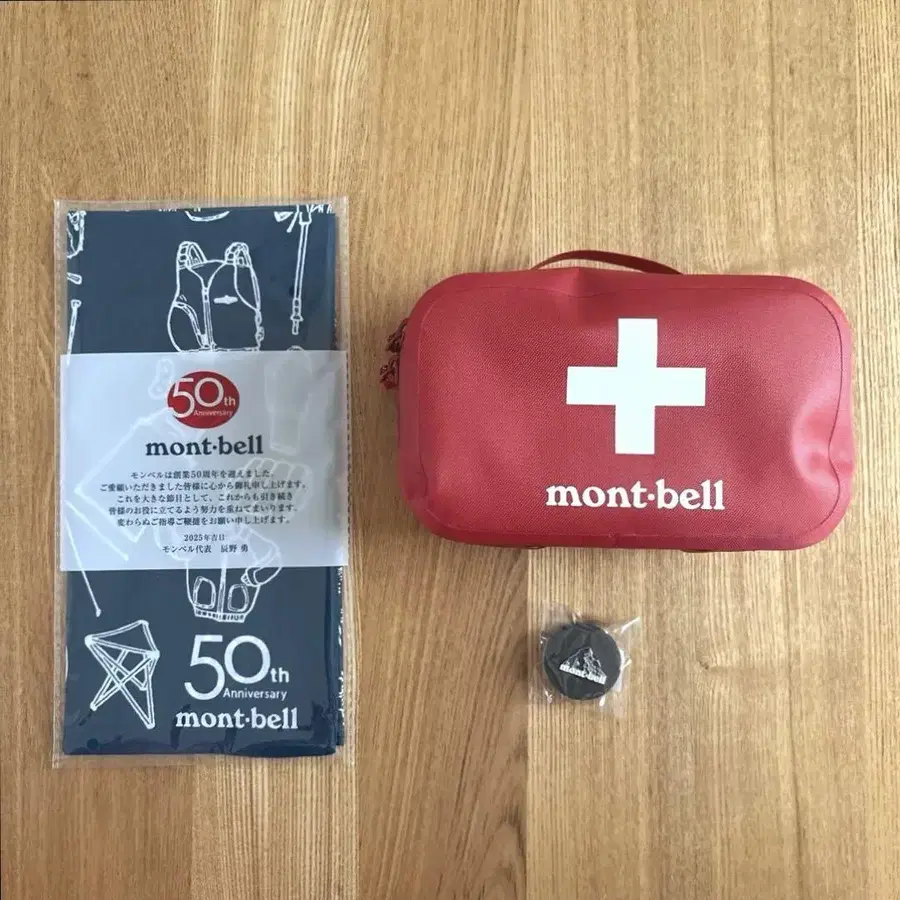 50th
Anniversary
mont·bell
モンベルは創業50周年を迎えました。
ご愛顧いただきました皆様に心から御礼申し上げます。
これを大きな節目として、これからも引き続き
皆様のお役に立てるよう努力を重ねてまいります。
変わらぬご指導ご鞭撻をお願い申し上げます。
2025年吉日
モンベル代表 辰野 勇
50th
Anniversary
mont·bell
mont·bell
mont·bell